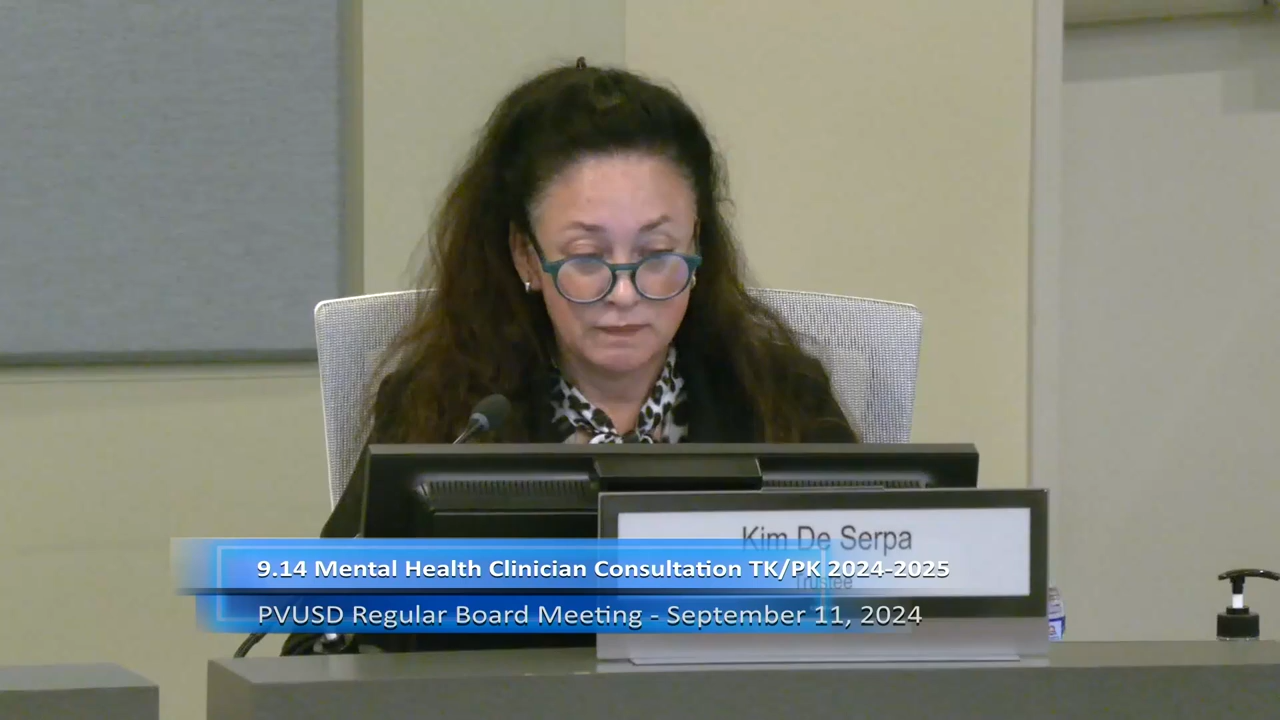 Kim De Serpa
Trustee
9.14 Mental Health Clinician Consultation TK/PK 2024-2025
PVUSD Regular Board Meeting - September 11, 2024